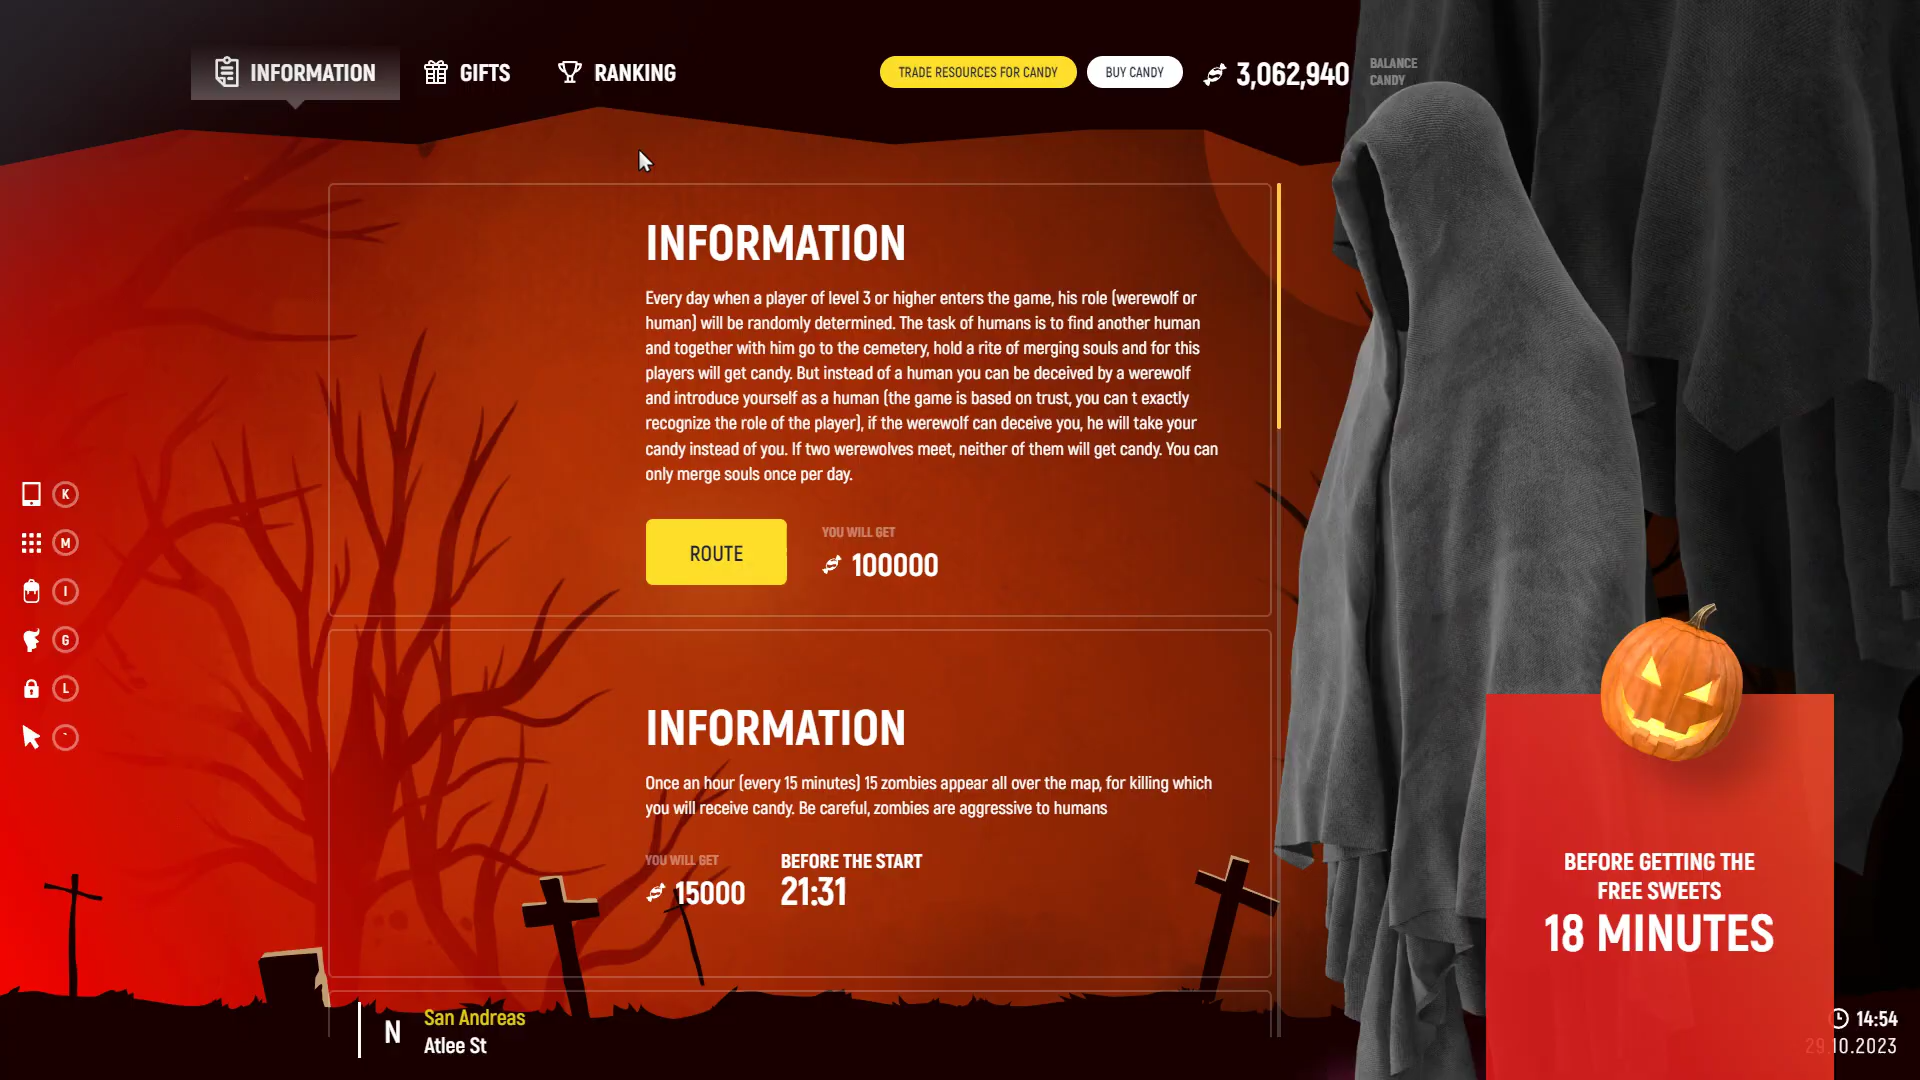 INFORMATION
GIFTS
RANKING
TRADE RESOURCES FOR CANDY
BUY CANDY
3,062,940
BALANCE
CANDY
INFORMATION
Every day when a player of level 3 or higher enters the game, his role (werewolf or
human) will be randomly determined. The task of humans is to find another human
and together with him go to the cemetery, hold a rite of merging souls and for this
players will get candy. But instead of a human you can be deceived by a werewolf
and introduce yourself as a human (the game is based on trust, you can t exactly
recognize the role of the player), if the werewolf can deceive you, he will take your
candy instead of you. If two werewolves meet, neither of them will get candy. You can
only merge souls once per day.
ROUTE
YOU WILL GET
100000
K
M
I
G
L
`
INFORMATION
Once an hour (every 15 minutes) 15 zombies appear all over the map, for killing which
you will receive candy. Be careful, zombies are aggressive to humans
YOU WILL GET
15000
BEFORE THE START
21:31
BEFORE GETTING THE
FREE SWEETS
18 MINUTES
N
San Andreas
Atlee St
14:54
29.10.2023